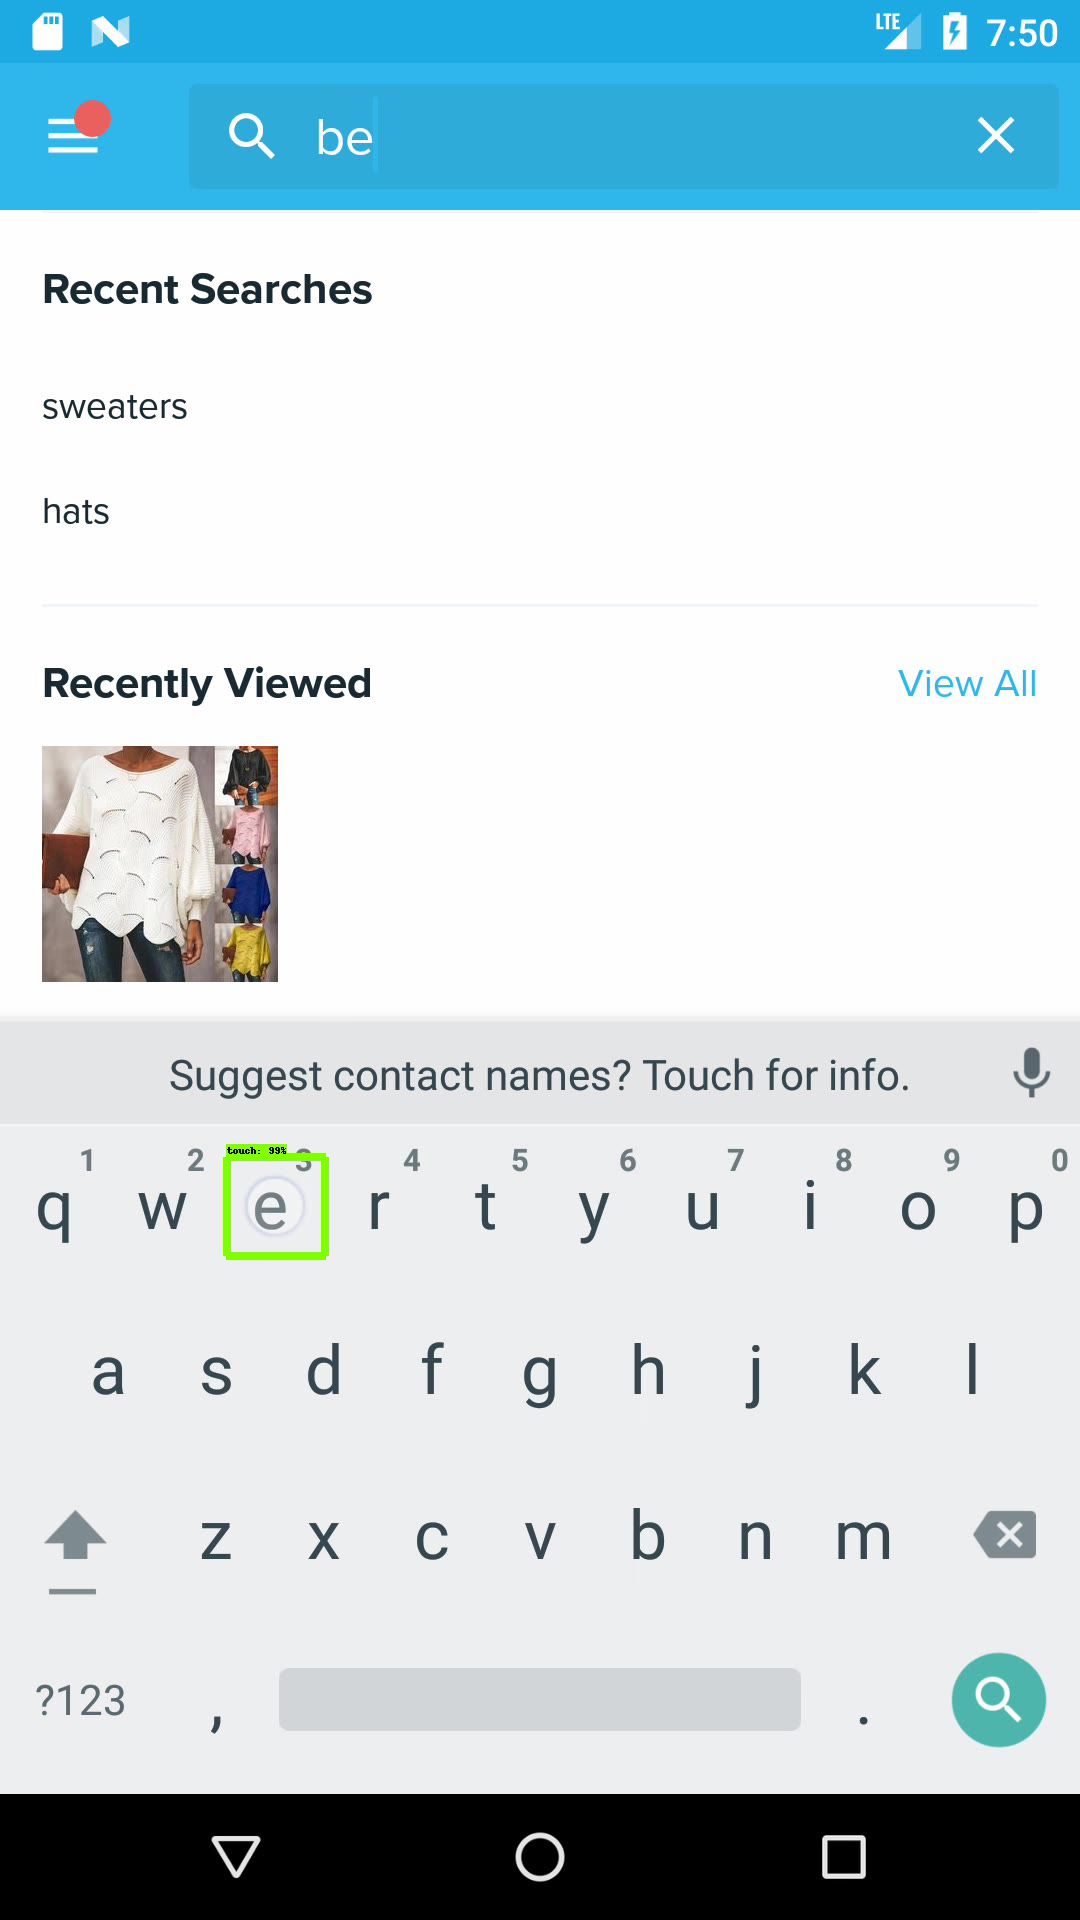 LTE 7:50
be
Recent Searches
sweaters
hats
Recently Viewed View All
Suggest contact names? Touch for info.
touch: 99%
1 2 3 4 5 6 7 8 9 0
q w e r t y u i o p
a s d f g h j k l
z x c v b n m
?123 , .